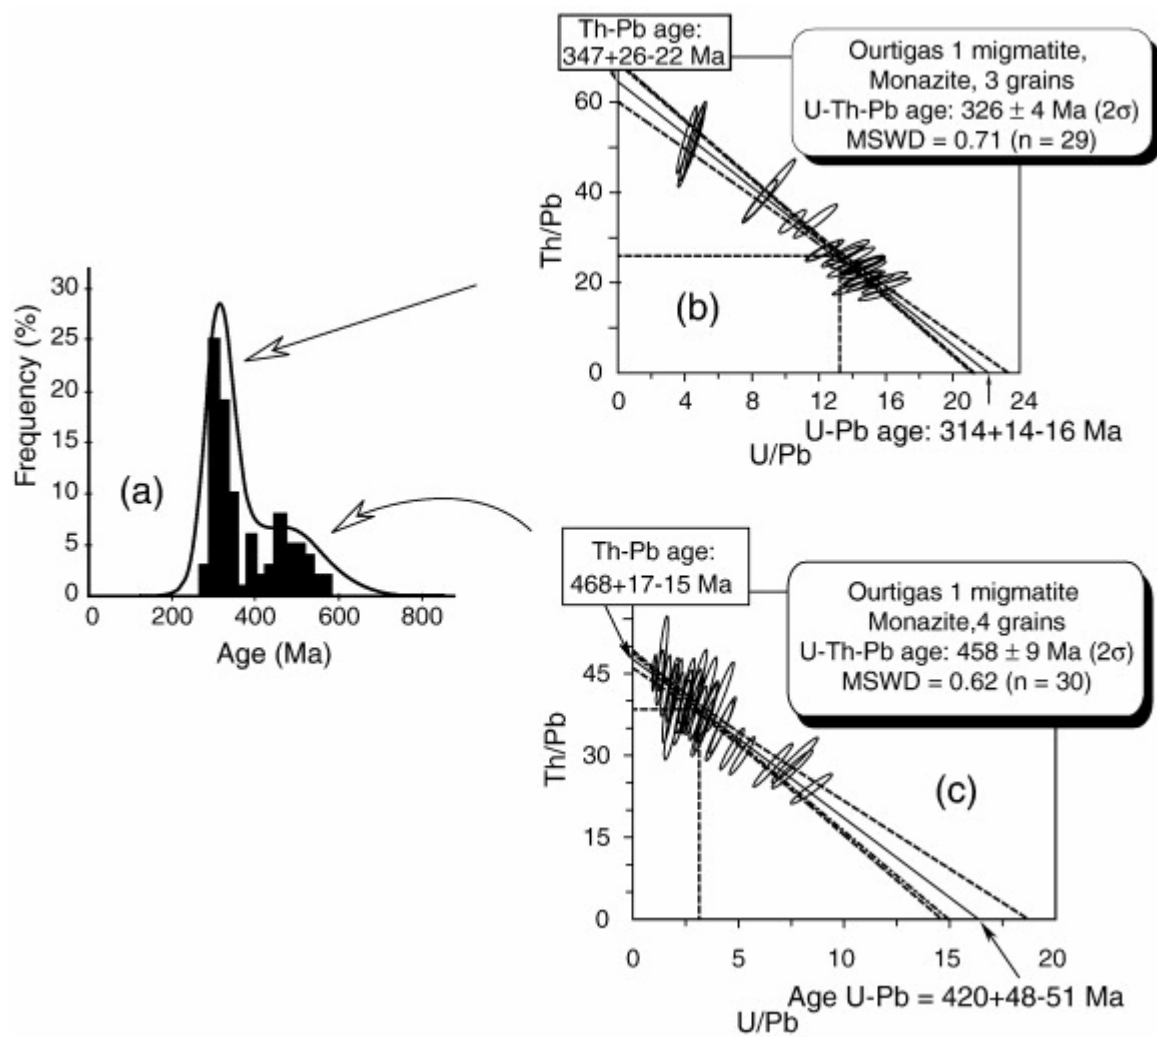 Th-Pb age:
347+26-22 Ma
Ourtigas 1 migmatite,
Monazite, 3 grains
U-Th-Pb age: 326 ± 4 Ma (2σ)
MSWD = 0.71 (n = 29)
60
40
20
0
Th/Pb
(b)
0 4 8 12 16 20 24
U-Pb age: 314+14-16 Ma
U/Pb
30
25
20
15
10
5
0
Frequency (%)
(a)
0 200 400 600 800
Age (Ma)
Th-Pb age:
468+17-15 Ma
Ourtigas 1 migmatite
Monazite,4 grains
U-Th-Pb age: 458 ± 9 Ma (2σ)
MSWD = 0.62 (n = 30)
45
30
15
0
Th/Pb
(c)
0 5 10 15 20
Age U-Pb = 420+48-51 Ma
U/Pb